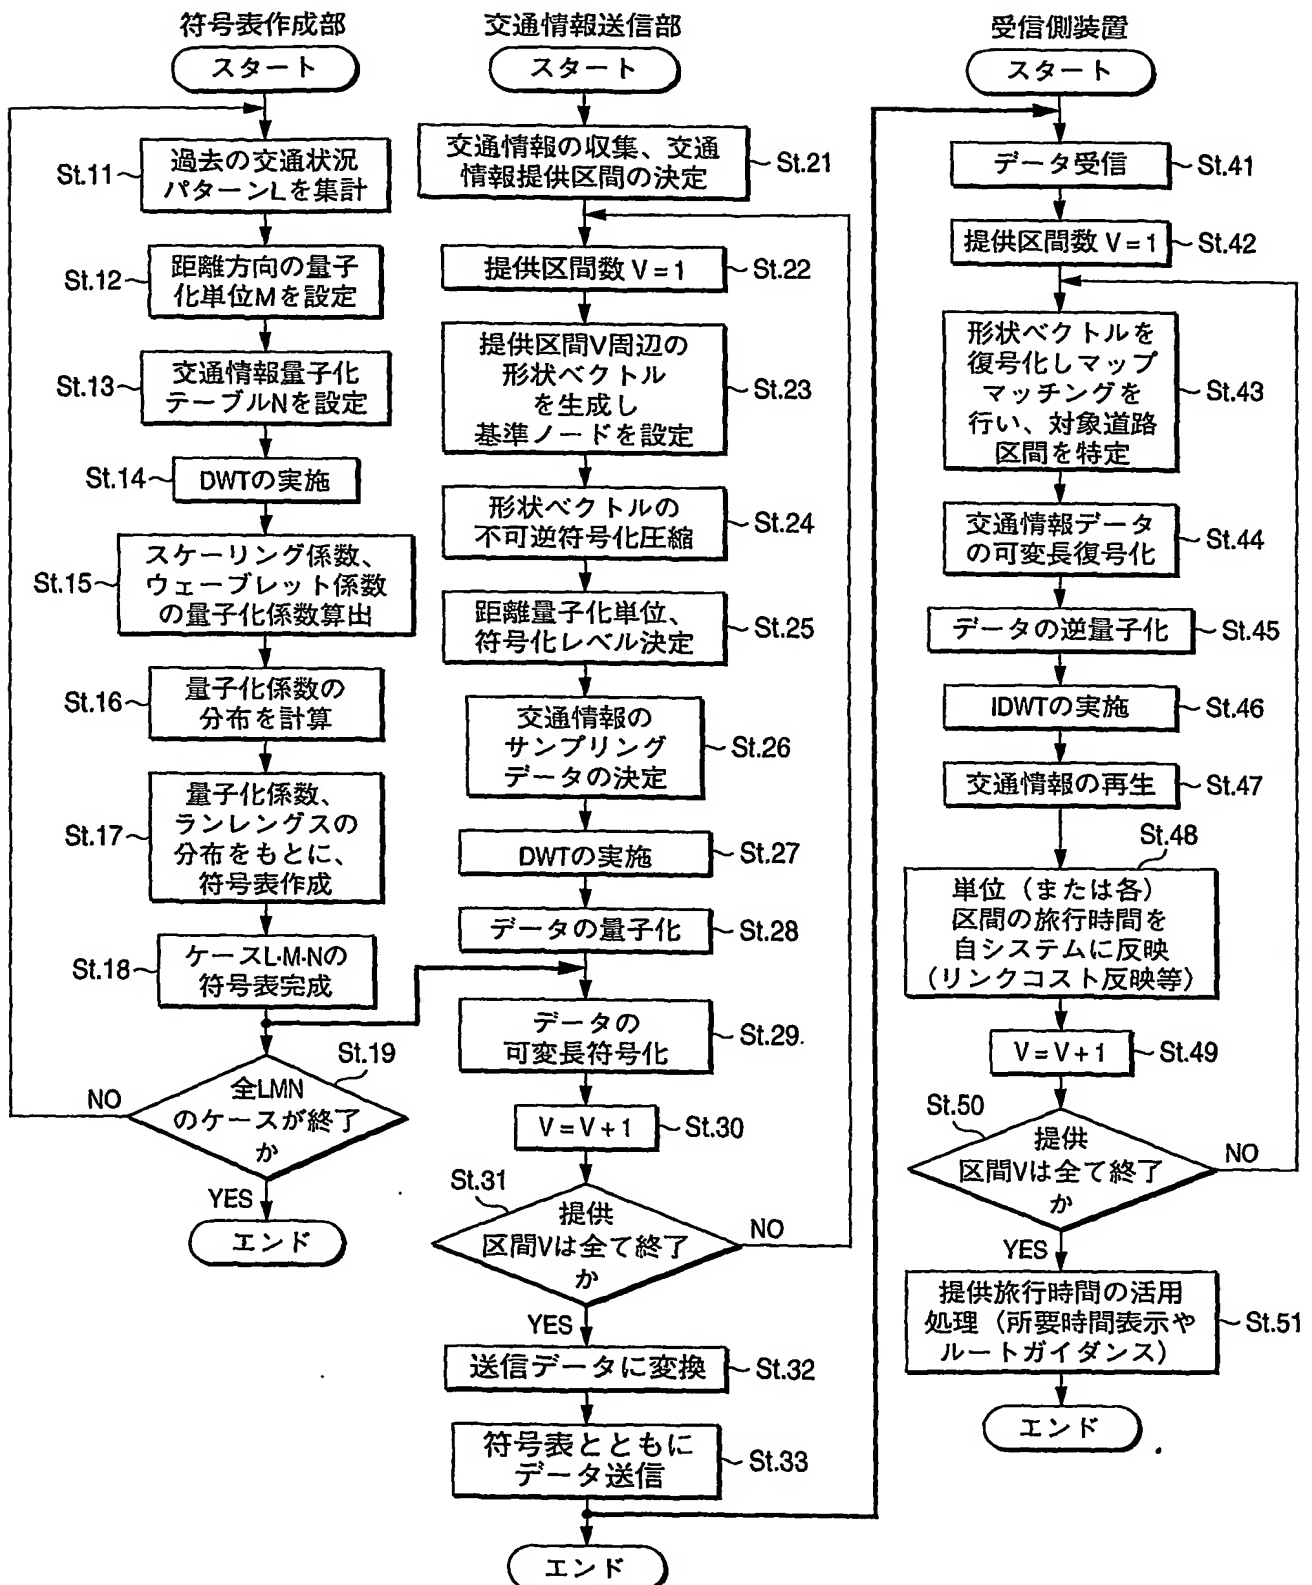 符号表作成部
スタート
St.11
過去の交通状況
パターンLを集計
St.12
距離方向の量子
化単位Mを設定
St.13
交通情報量子化
テーブルNを設定
St.14
DWTの実施
St.15
スケーリング係数、
ウェーブレット係数
の量子化係数算出
St.16
量子化係数の
分布を計算
St.17
量子化係数、
ランレングスの
分布をもとに、
符号表作成
St.18
ケースL·M·Nの
符号表完成
St.19
全LMN
のケースが終了
か
NO
YES
エンド
交通情報送信部
スタート
交通情報の収集、交通
情報提供区間の決定
St.21
提供区間数 V = 1
St.22
提供区間V周辺の
形状ベクトル
を生成し
基準ノードを設定
St.23
形状ベクトルの
不可逆符号化圧縮
St.24
距離量子化単位、
符号化レベル決定
St.25
交通情報の
サンプリング
データの決定
St.26
DWTの実施
St.27
データの量子化
St.28
データの
可変長符号化
St.29
V = V + 1
St.30
St.31
提供
区間Vは全て終了
か
NO
YES
送信データに変換
St.32
符号表とともに
データ送信
St.33
エンド
受信側装置
スタート
データ受信
St.41
提供区間数 V = 1
St.42
形状ベクトルを
復号化しマップ
マッチングを
行い、対象道路
区間を特定
St.43
交通情報データ
の可変長復号化
St.44
データの逆量子化
St.45
IDWTの実施
St.46
交通情報の再生
St.47
St.48
単位（または各）
区間の旅行時間を
自システムに反映
（リンクコスト反映等）
V = V + 1
St.49
St.50
提供
区間Vは全て終了
か
NO
YES
提供旅行時間の活用
処理（所要時間表示や
ルートガイダンス）
St.51
エンド